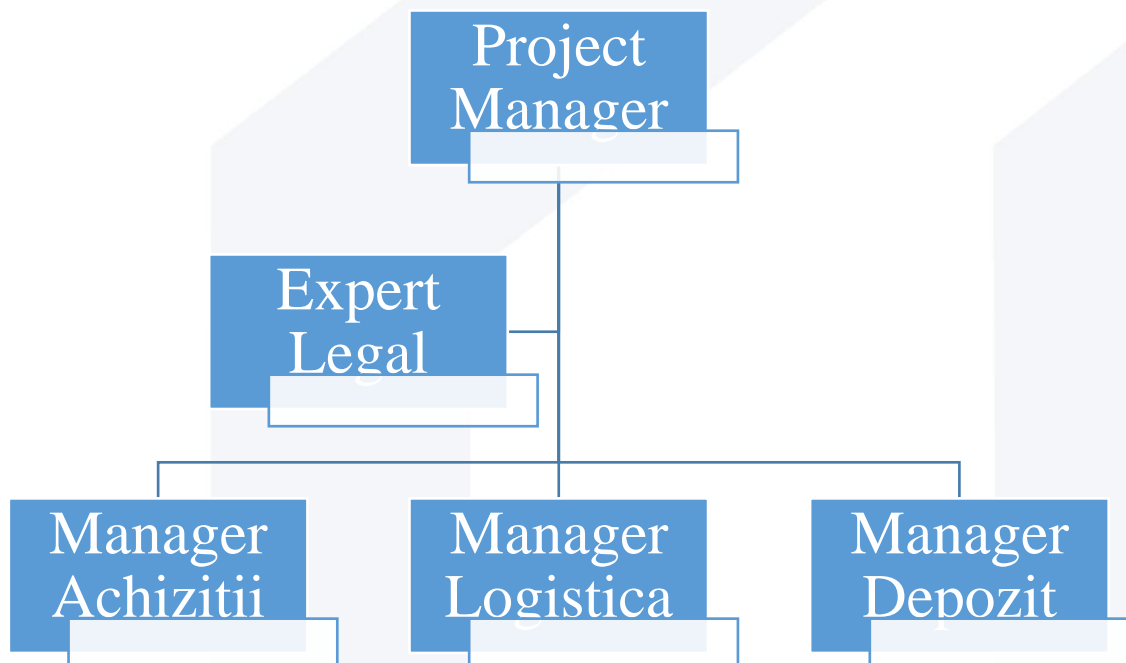 Project
Manager
Expert
Legal
Manager
Achizitii
Manager
Logistica
Manager
Depozit